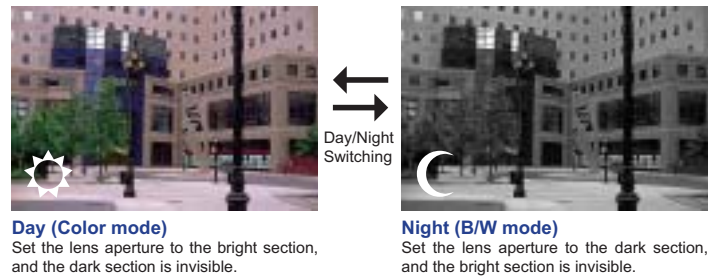 Day/Night
Switching
Day (Color mode)
Set the lens aperture to the bright section,
and the dark section is invisible.
Night (B/W mode)
Set the lens aperture to the dark section,
and the bright section is invisible.